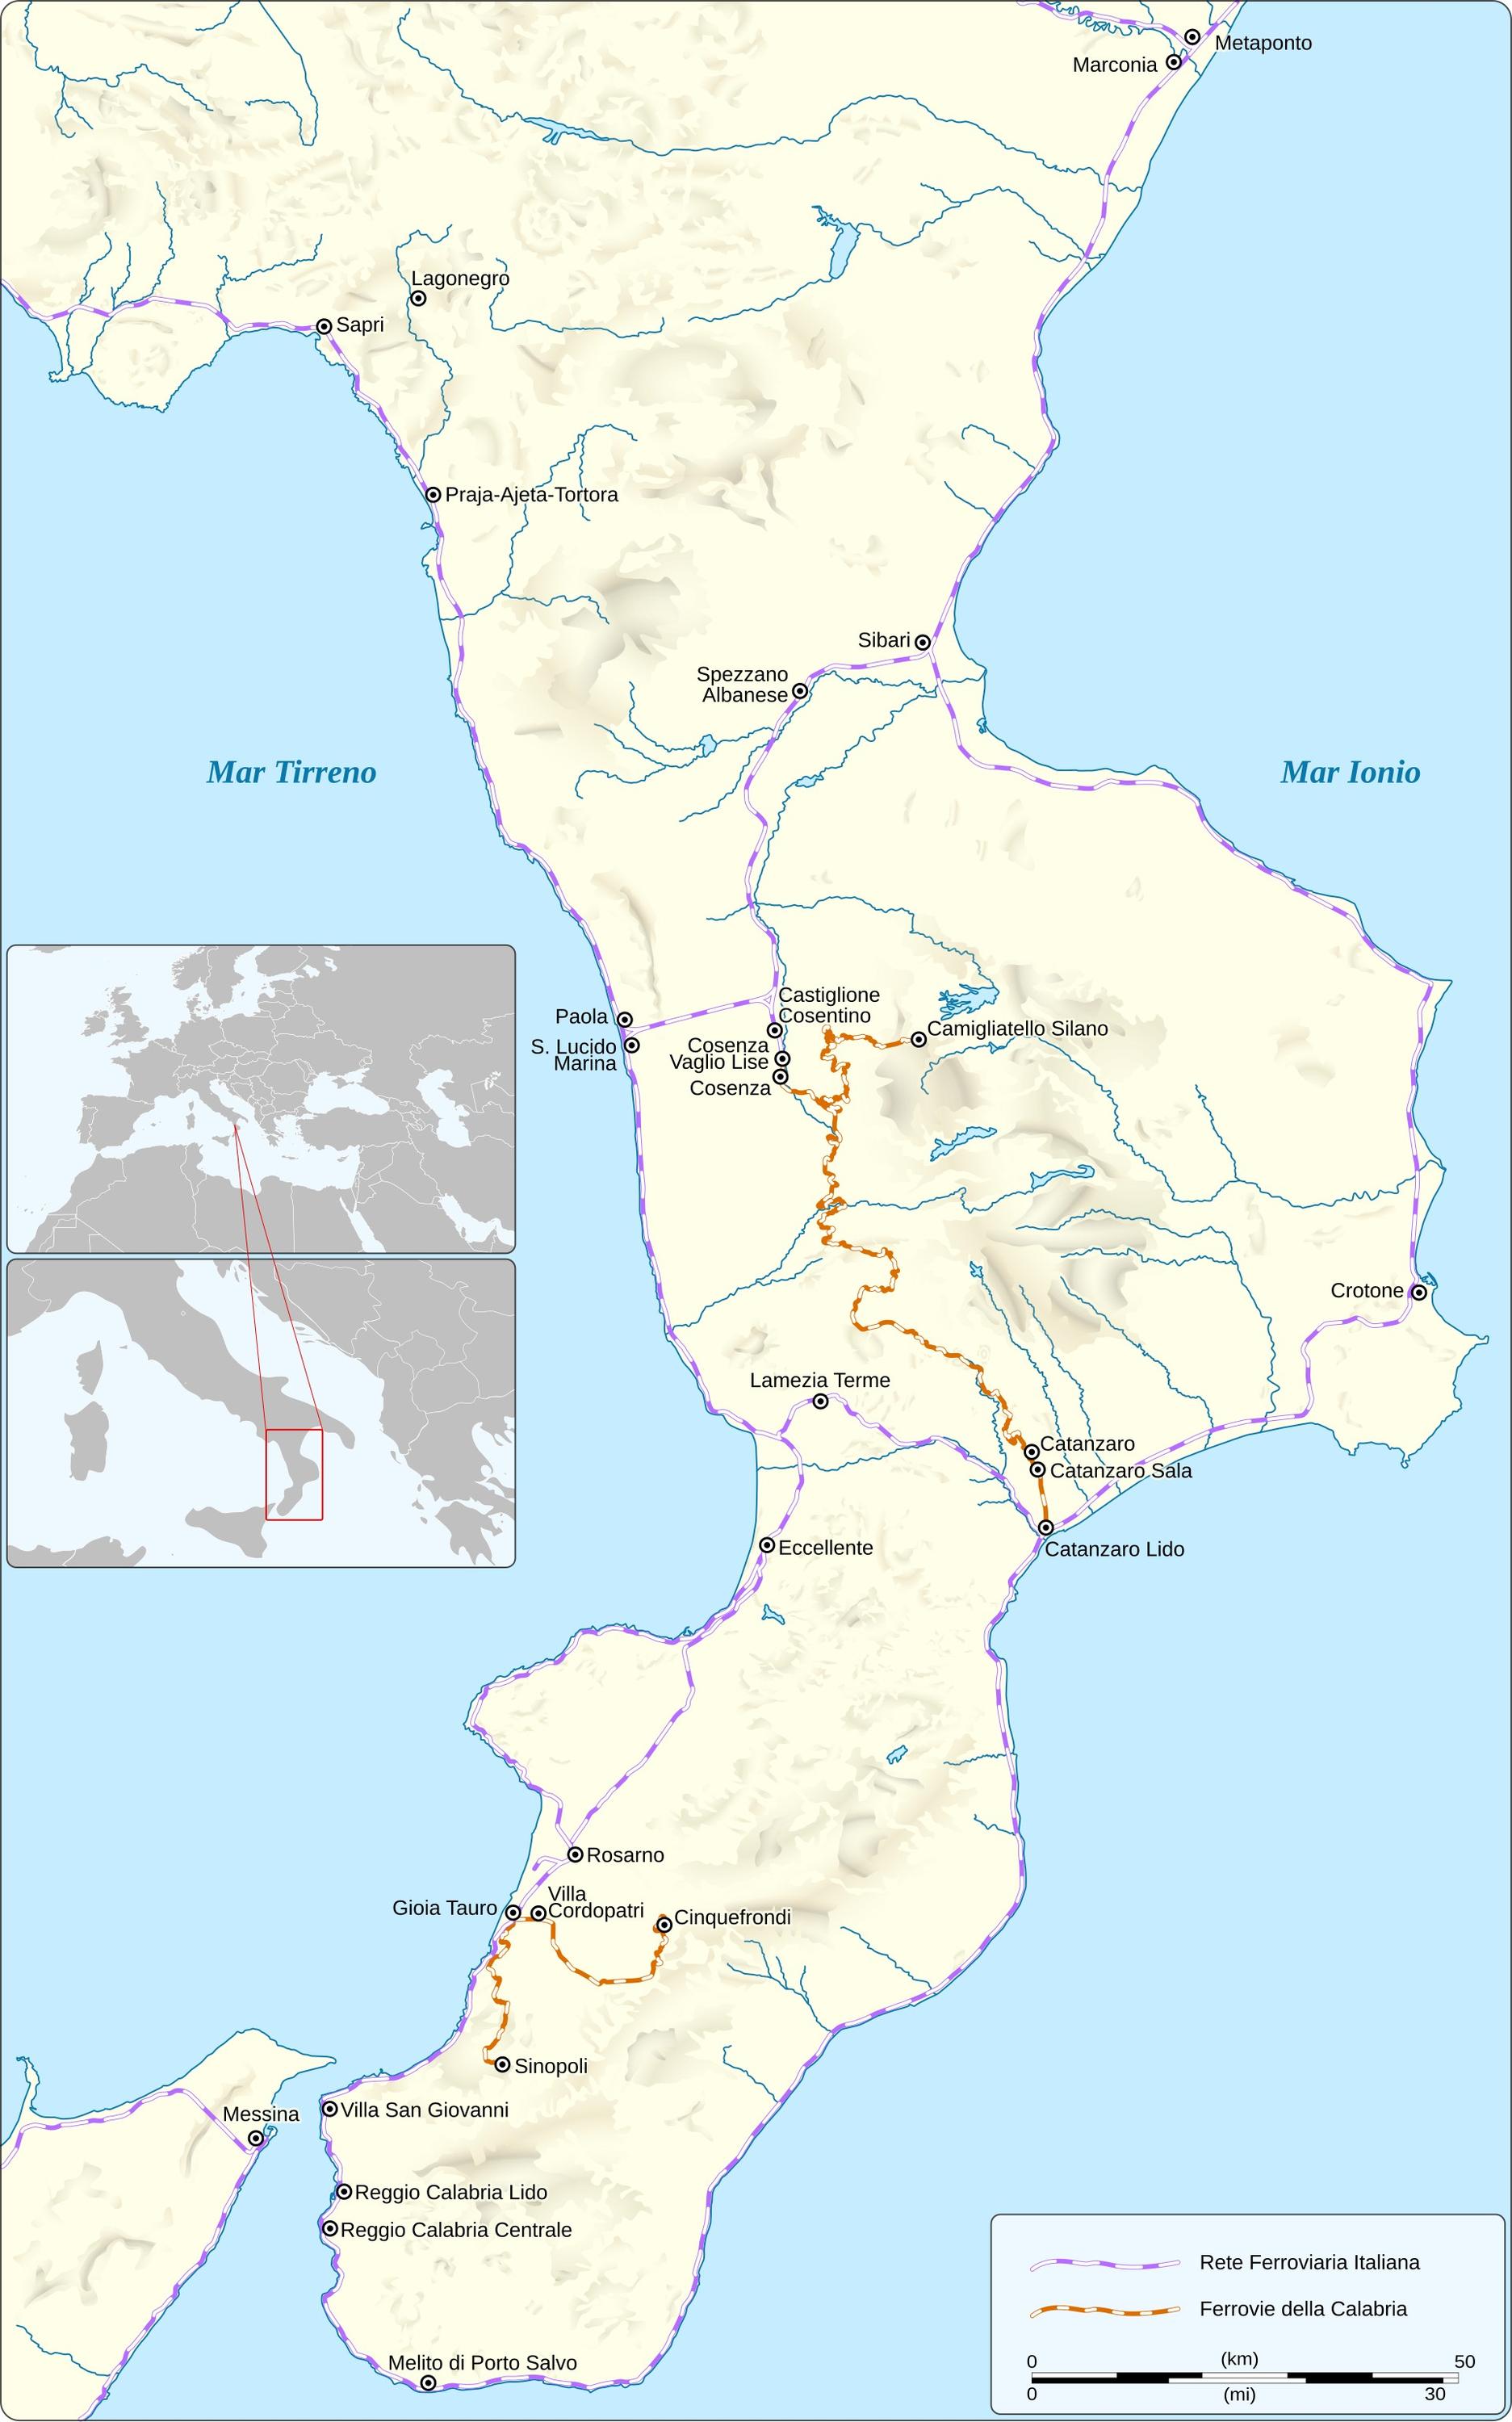 Metaponto
Marconia
Lagonegro
Sapri
Praja-Ajeta-Tortora
Sibari
Spezzano
Albanese
Mar Tirreno
Mar Ionio
Castiglione
Cosentino
Paola
Camigliatello Silano
S. Lucido
Marina
Cosenza
Vaglio Lise
Cosenza
Crotone
Lamezia Terme
Catanzaro
Catanzaro Sala
Eccellente
Catanzaro Lido
Rosarno
Villa
Cordopatri
Gioia Tauro
Cinquefrondi
Sinopoli
Villa San Giovanni
Messina
Reggio Calabria Lido
Reggio Calabria Centrale
Melito di Porto Salvo
Rete Ferroviaria Italiana
Ferrovie della Calabria
0 (km) 50
0 (mi) 30